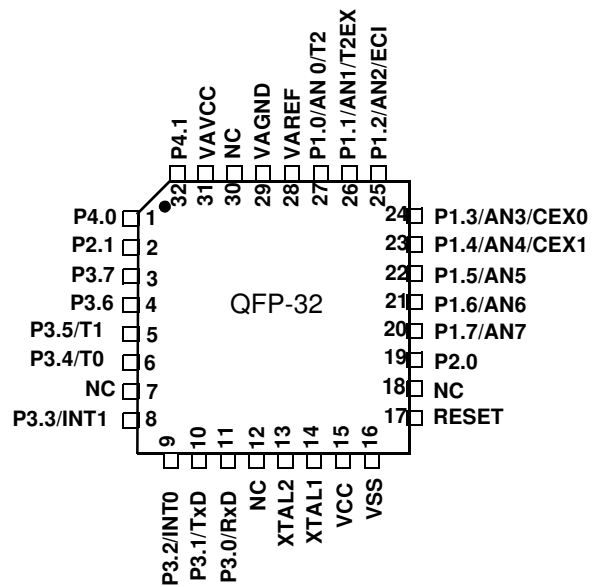 P4.1
VAVCC
NC
VAGND
VAREF
P1.0/AN 0/T2
P1.1/AN1/T2EX
P1.2/AN2/ECI
32
31
30
29
28
27
26
25
P4.0 1
P2.1 2
P3.7 3
P3.6 4
P3.5/T1 5
P3.4/T0 6
NC 7
P3.3/INT1 8
QFP-32
24 P1.3/AN3/CEX0
23 P1.4/AN4/CEX1
22 P1.5/AN5
21 P1.6/AN6
20 P1.7/AN7
19 P2.0
18 NC
17 RESET
9
10
11
12
13
14
15
16
P3.2/INT0
P3.1/TxD
P3.0/RxD
NC
XTAL2
XTAL1
VCC
VSS